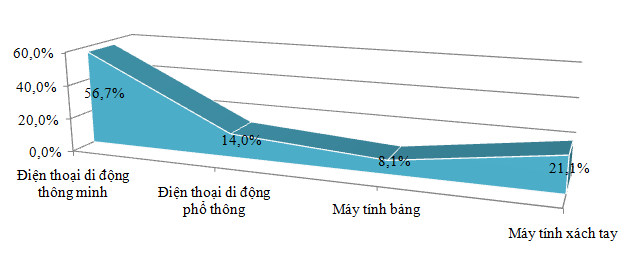 60,0%
40,0%
20,0%
0,0%
56,7%
14,0%
8,1%
21,1%
Điện thoại di động
thông minh
Điện thoại di động
phổ thông
Máy tính bảng
Máy tính xách tay